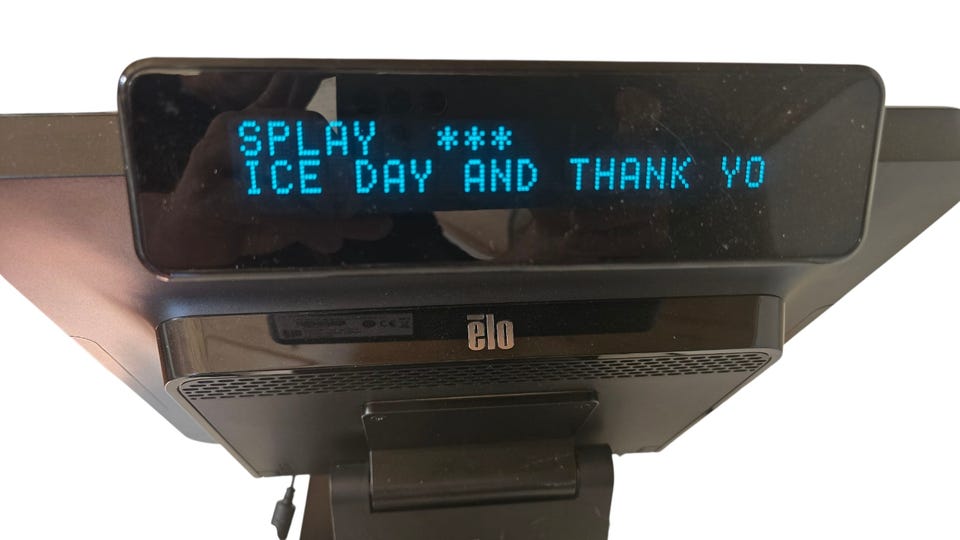 SPLAY ***
ICE DAY AND THANK YO
elo